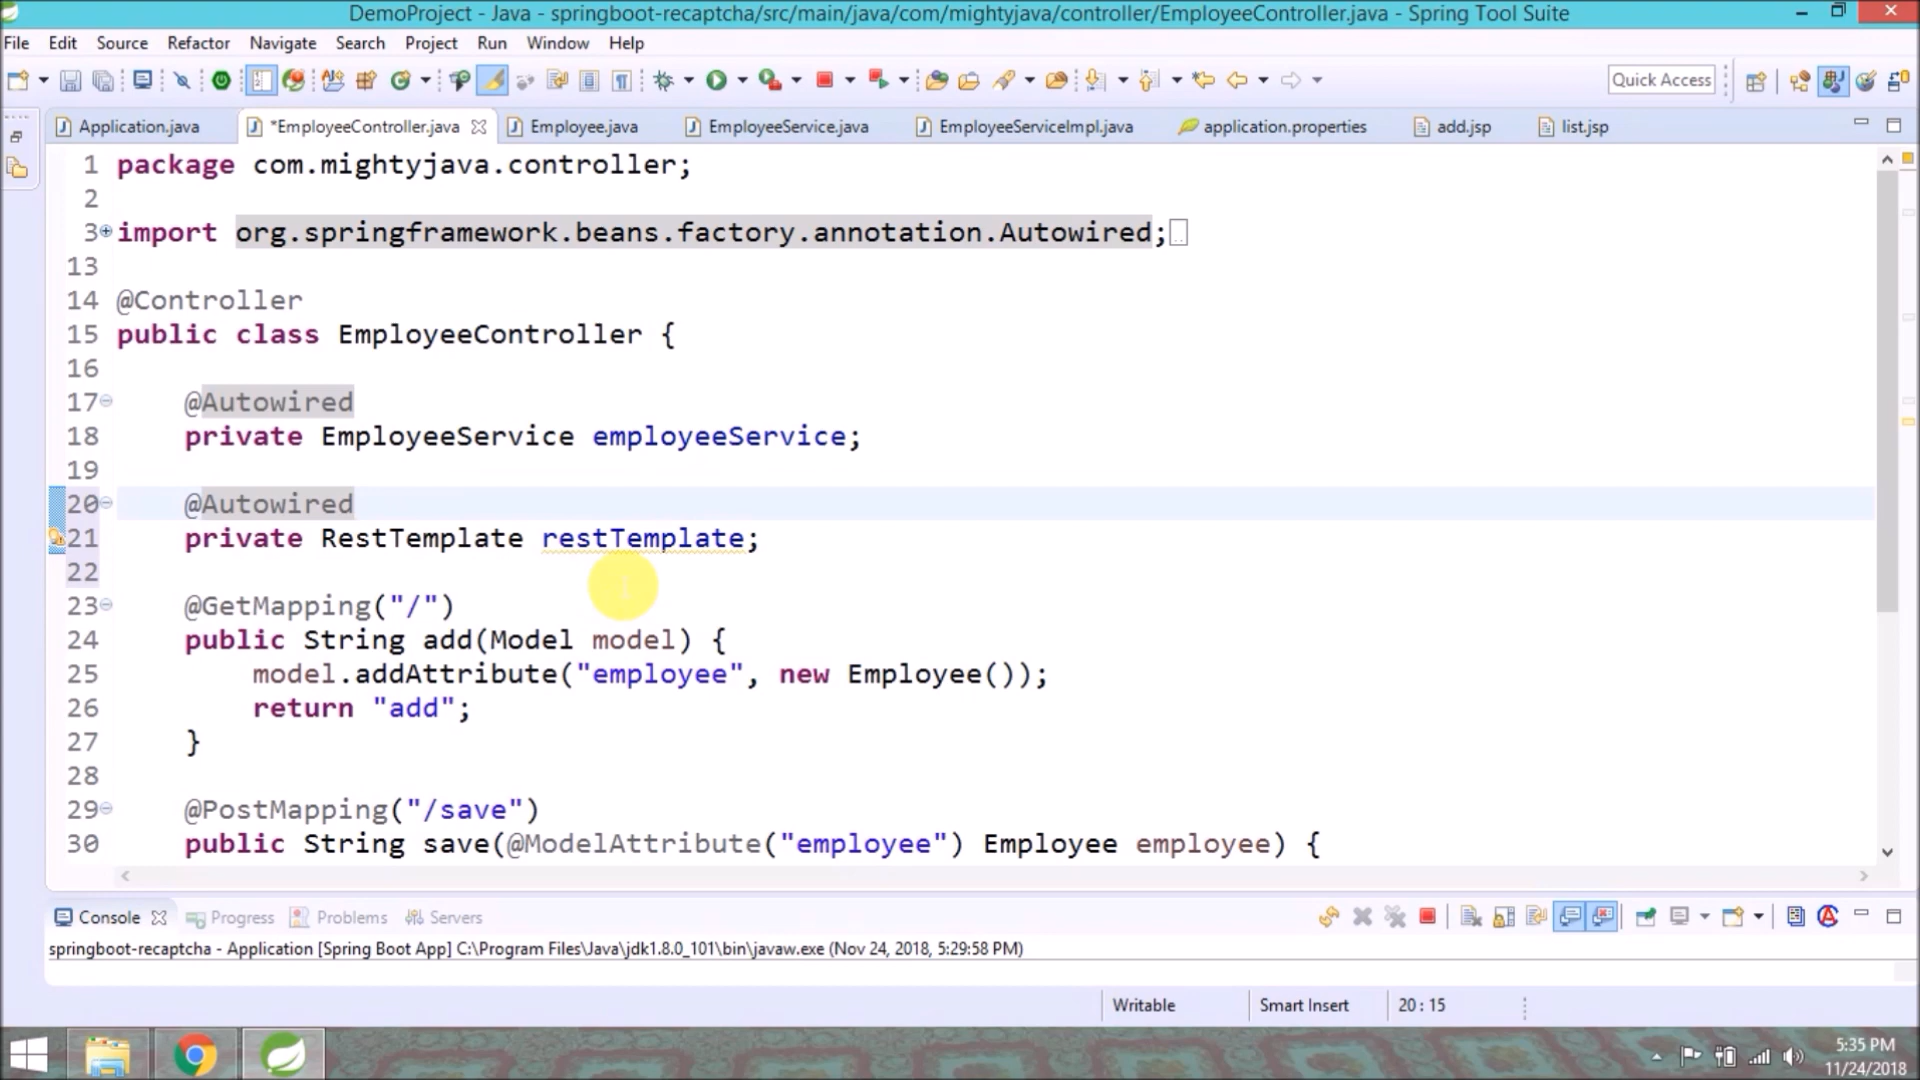 DemoProject - Java - springboot-recaptcha/src/main/java/com/mightyjava/controller/EmployeeController.java - Spring Tool Suite
File Edit Source Refactor Navigate Search Project Run Window Help
Quick Access
Application.java *EmployeeController.java Employee.java EmployeeService.java EmployeeServiceImpl.java application.properties add.jsp list.jsp
1 package com.mightyjava.controller;
2
3 import org.springframework.beans.factory.annotation.Autowired;
13
14 @Controller
15 public class EmployeeController {
16
17 @Autowired
18 private EmployeeService employeeService;
19
20 @Autowired
21 private RestTemplate restTemplate;
22
23 @GetMapping("/")
24 public String add(Model model) {
25 model.addAttribute("employee", new Employee());
26 return "add";
27 }
28
29 @PostMapping("/save")
30 public String save(@ModelAttribute("employee") Employee employee) {
Console Progress Problems Servers
springboot-recaptcha - Application [Spring Boot App] C:\Program Files\Java\jdk1.8.0_101\bin\javaw.exe (Nov 24, 2018, 5:29:58 PM)
Writable Smart Insert 20 : 15
5:35 PM
11/24/2018